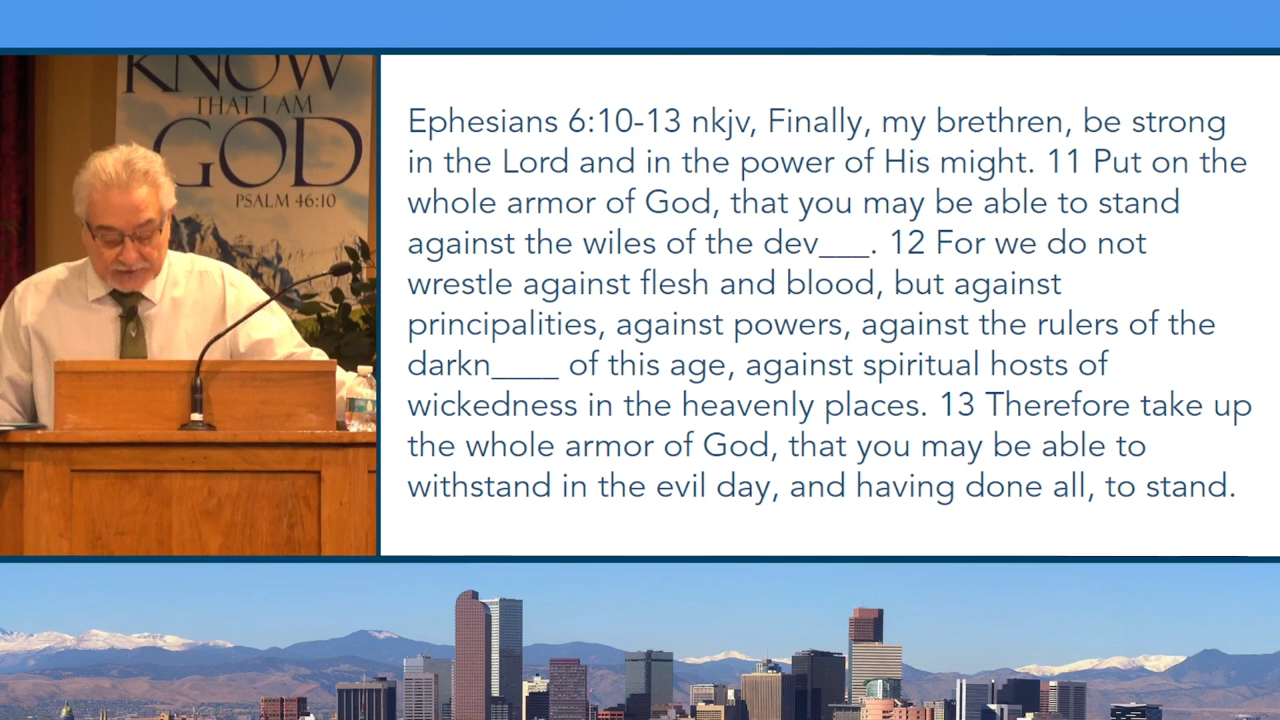 KNOW
THAT I AM
GOD
PSALM 46:10
Ephesians 6:10-13 nkjv, Finally, my brethren, be strong
in the Lord and in the power of His might. 11 Put on the
whole armor of God, that you may be able to stand
against the wiles of the dev___. 12 For we do not
wrestle against flesh and blood, but against
principalities, against powers, against the rulers of the
darkn____ of this age, against spiritual hosts of
wickedness in the heavenly places. 13 Therefore take up
the whole armor of God, that you may be able to
withstand in the evil day, and having done all, to stand.